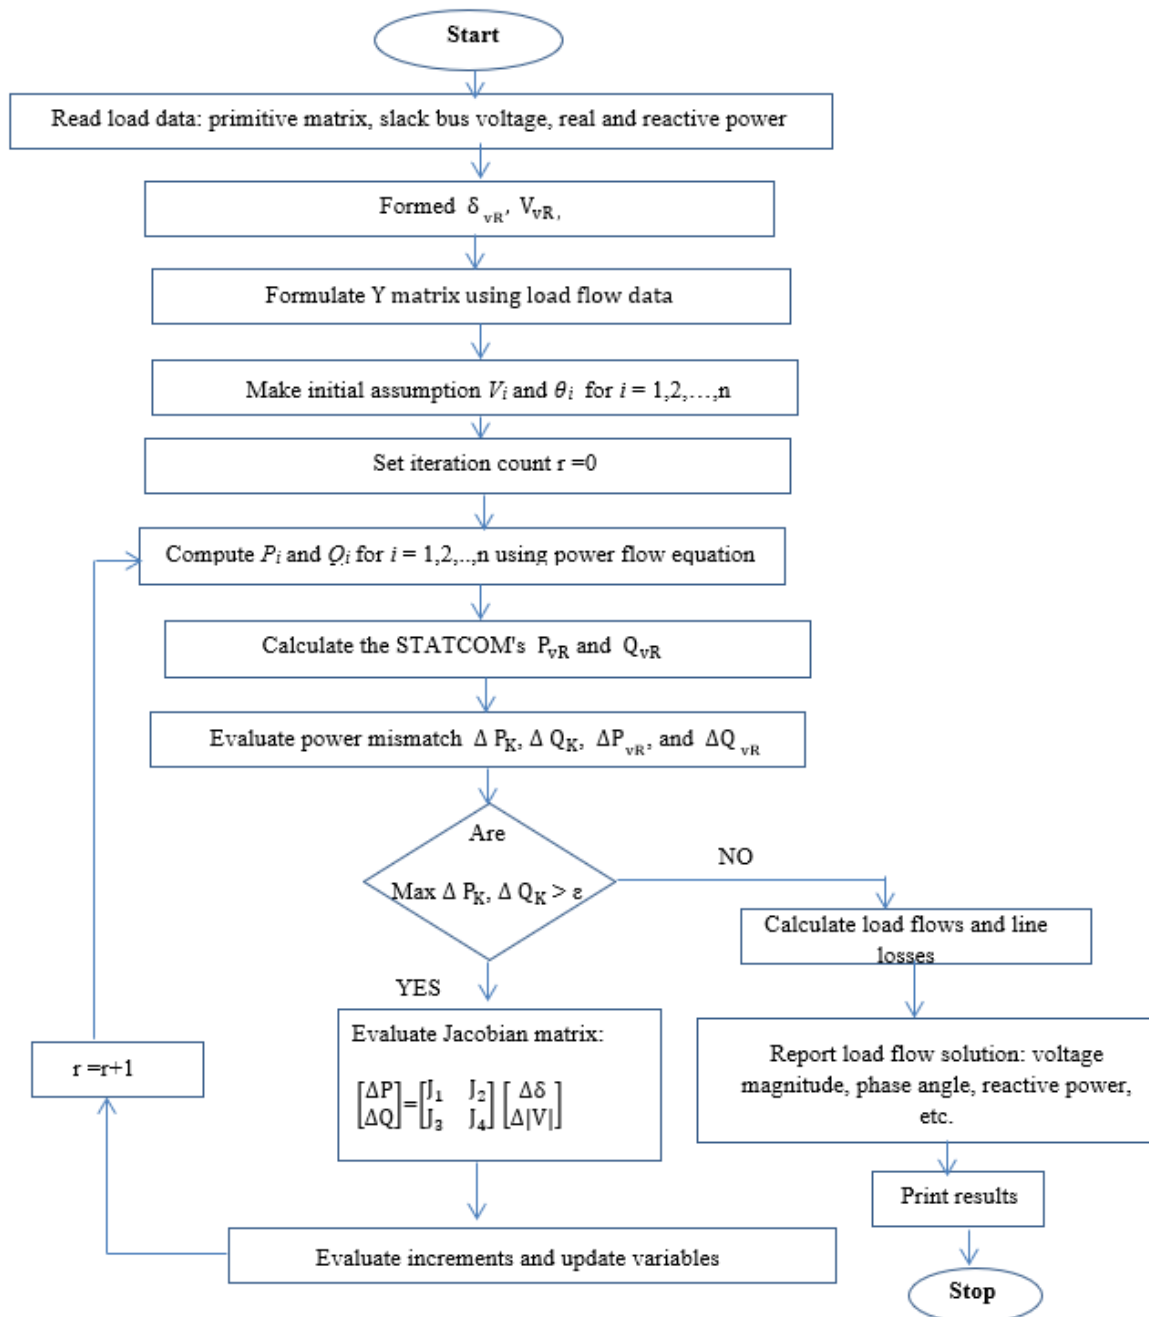 Start
Read load data: primitive matrix, slack bus voltage, real and reactive power
Formed δvR, VvR,
Formulate Y matrix using load flow data
Make initial assumption Vi and θi for i = 1,2,…,n
Set iteration count r =0
Compute Pi and Qi for i = 1,2,..,n using power flow equation
Calculate the STATCOM's PvR and QvR
Evaluate power mismatch Δ PK, Δ QK, ΔPvR, and ΔQvR
Are
Max Δ PK, Δ QK > ε
NO
YES
Calculate load flows and line
losses
Evaluate Jacobian matrix:
[ΔP]=[J1 J2] [Δδ]
[ΔQ] [J3 J4] [Δ|V|]
r =r+1
Report load flow solution: voltage
magnitude, phase angle, reactive power,
etc.
Print results
Evaluate increments and update variables
Stop